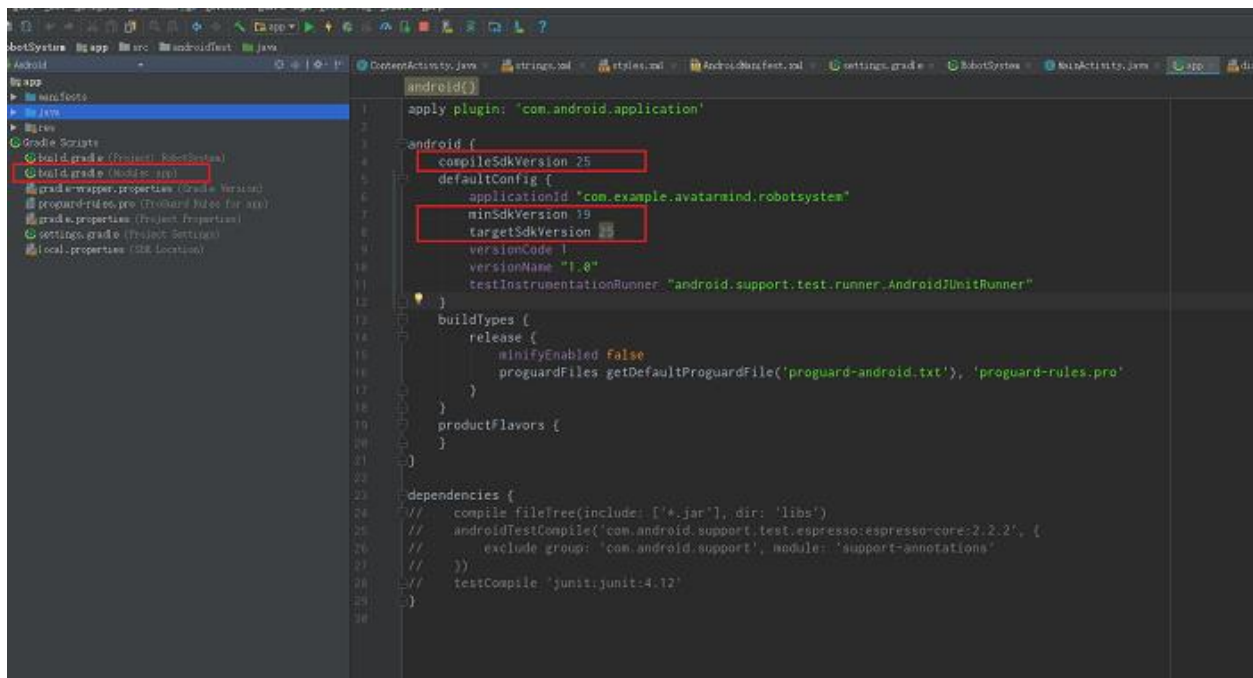 app
botSystem app src androidTest java
Android
ContentActivity.java strings.xml styles.xml AndroidManifest.xml settings.gradle RobotSystem MainActivity.java app
app
manifests
java
res
Gradle Scripts
build.gradle (Project: RobotSystem)
build.gradle (Module: app)
gradle-wrapper.properties (Gradle Version)
proguard-rules.pro (ProGuard Rules for app)
gradle.properties (Project Properties)
settings.gradle (Project Settings)
local.properties (SDK Location)
android{}
1 apply plugin: 'com.android.application'
2
3 android {
4 compileSdkVersion 25
5 defaultConfig {
6 applicationId "com.example.avatarmind.robotsystem"
7 minSdkVersion 19
8 targetSdkVersion 25
9 versionCode 1
10 versionName "1.0"
11 testInstrumentationRunner "android.support.test.runner.AndroidJUnitRunner"
12 }
13 buildTypes {
14 release {
15 minifyEnabled false
16 proguardFiles getDefaultProguardFile('proguard-android.txt'), 'proguard-rules.pro'
17 }
18 }
19 productFlavors {
20 }
21 }
22
23 dependencies {
24 // compile fileTree(include: ['*.jar'], dir: 'libs')
25 // androidTestCompile('com.android.support.test.espresso:espresso-core:2.2.2', {
26 // exclude group: 'com.android.support', module: 'support-annotations'
27 // })
28 // testCompile 'junit:junit:4.12'
29 }
30